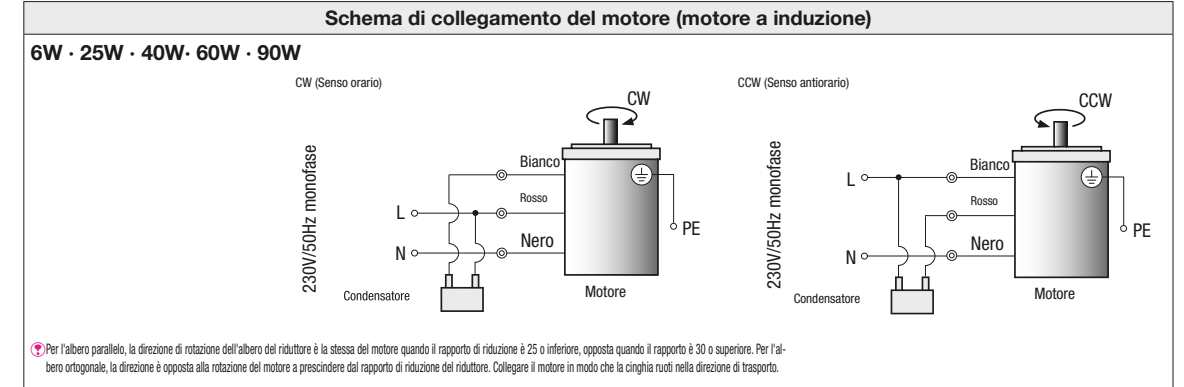 Schema di collegamento del motore (motore a induzione)
6W · 25W · 40W· 60W · 90W
CW (Senso orario)
CW
230V/50Hz monofase
Bianco
Rosso
L
Nero
N
PE
Condensatore
Motore
CCW (Senso antiorario)
CCW
230V/50Hz monofase
Bianco
L
Rosso
Nero
N
PE
Condensatore
Motore
Per l'albero parallelo, la direzione di rotazione dell'albero del riduttore è la stessa del motore quando il rapporto di riduzione è 25 o inferiore, opposta quando il rapporto è 30 o superiore. Per l'al-
bero ortogonale, la direzione è opposta alla rotazione del motore a prescindere dal rapporto di riduzione del riduttore. Collegare il motore in modo che la cinghia ruoti nella direzione di trasporto.